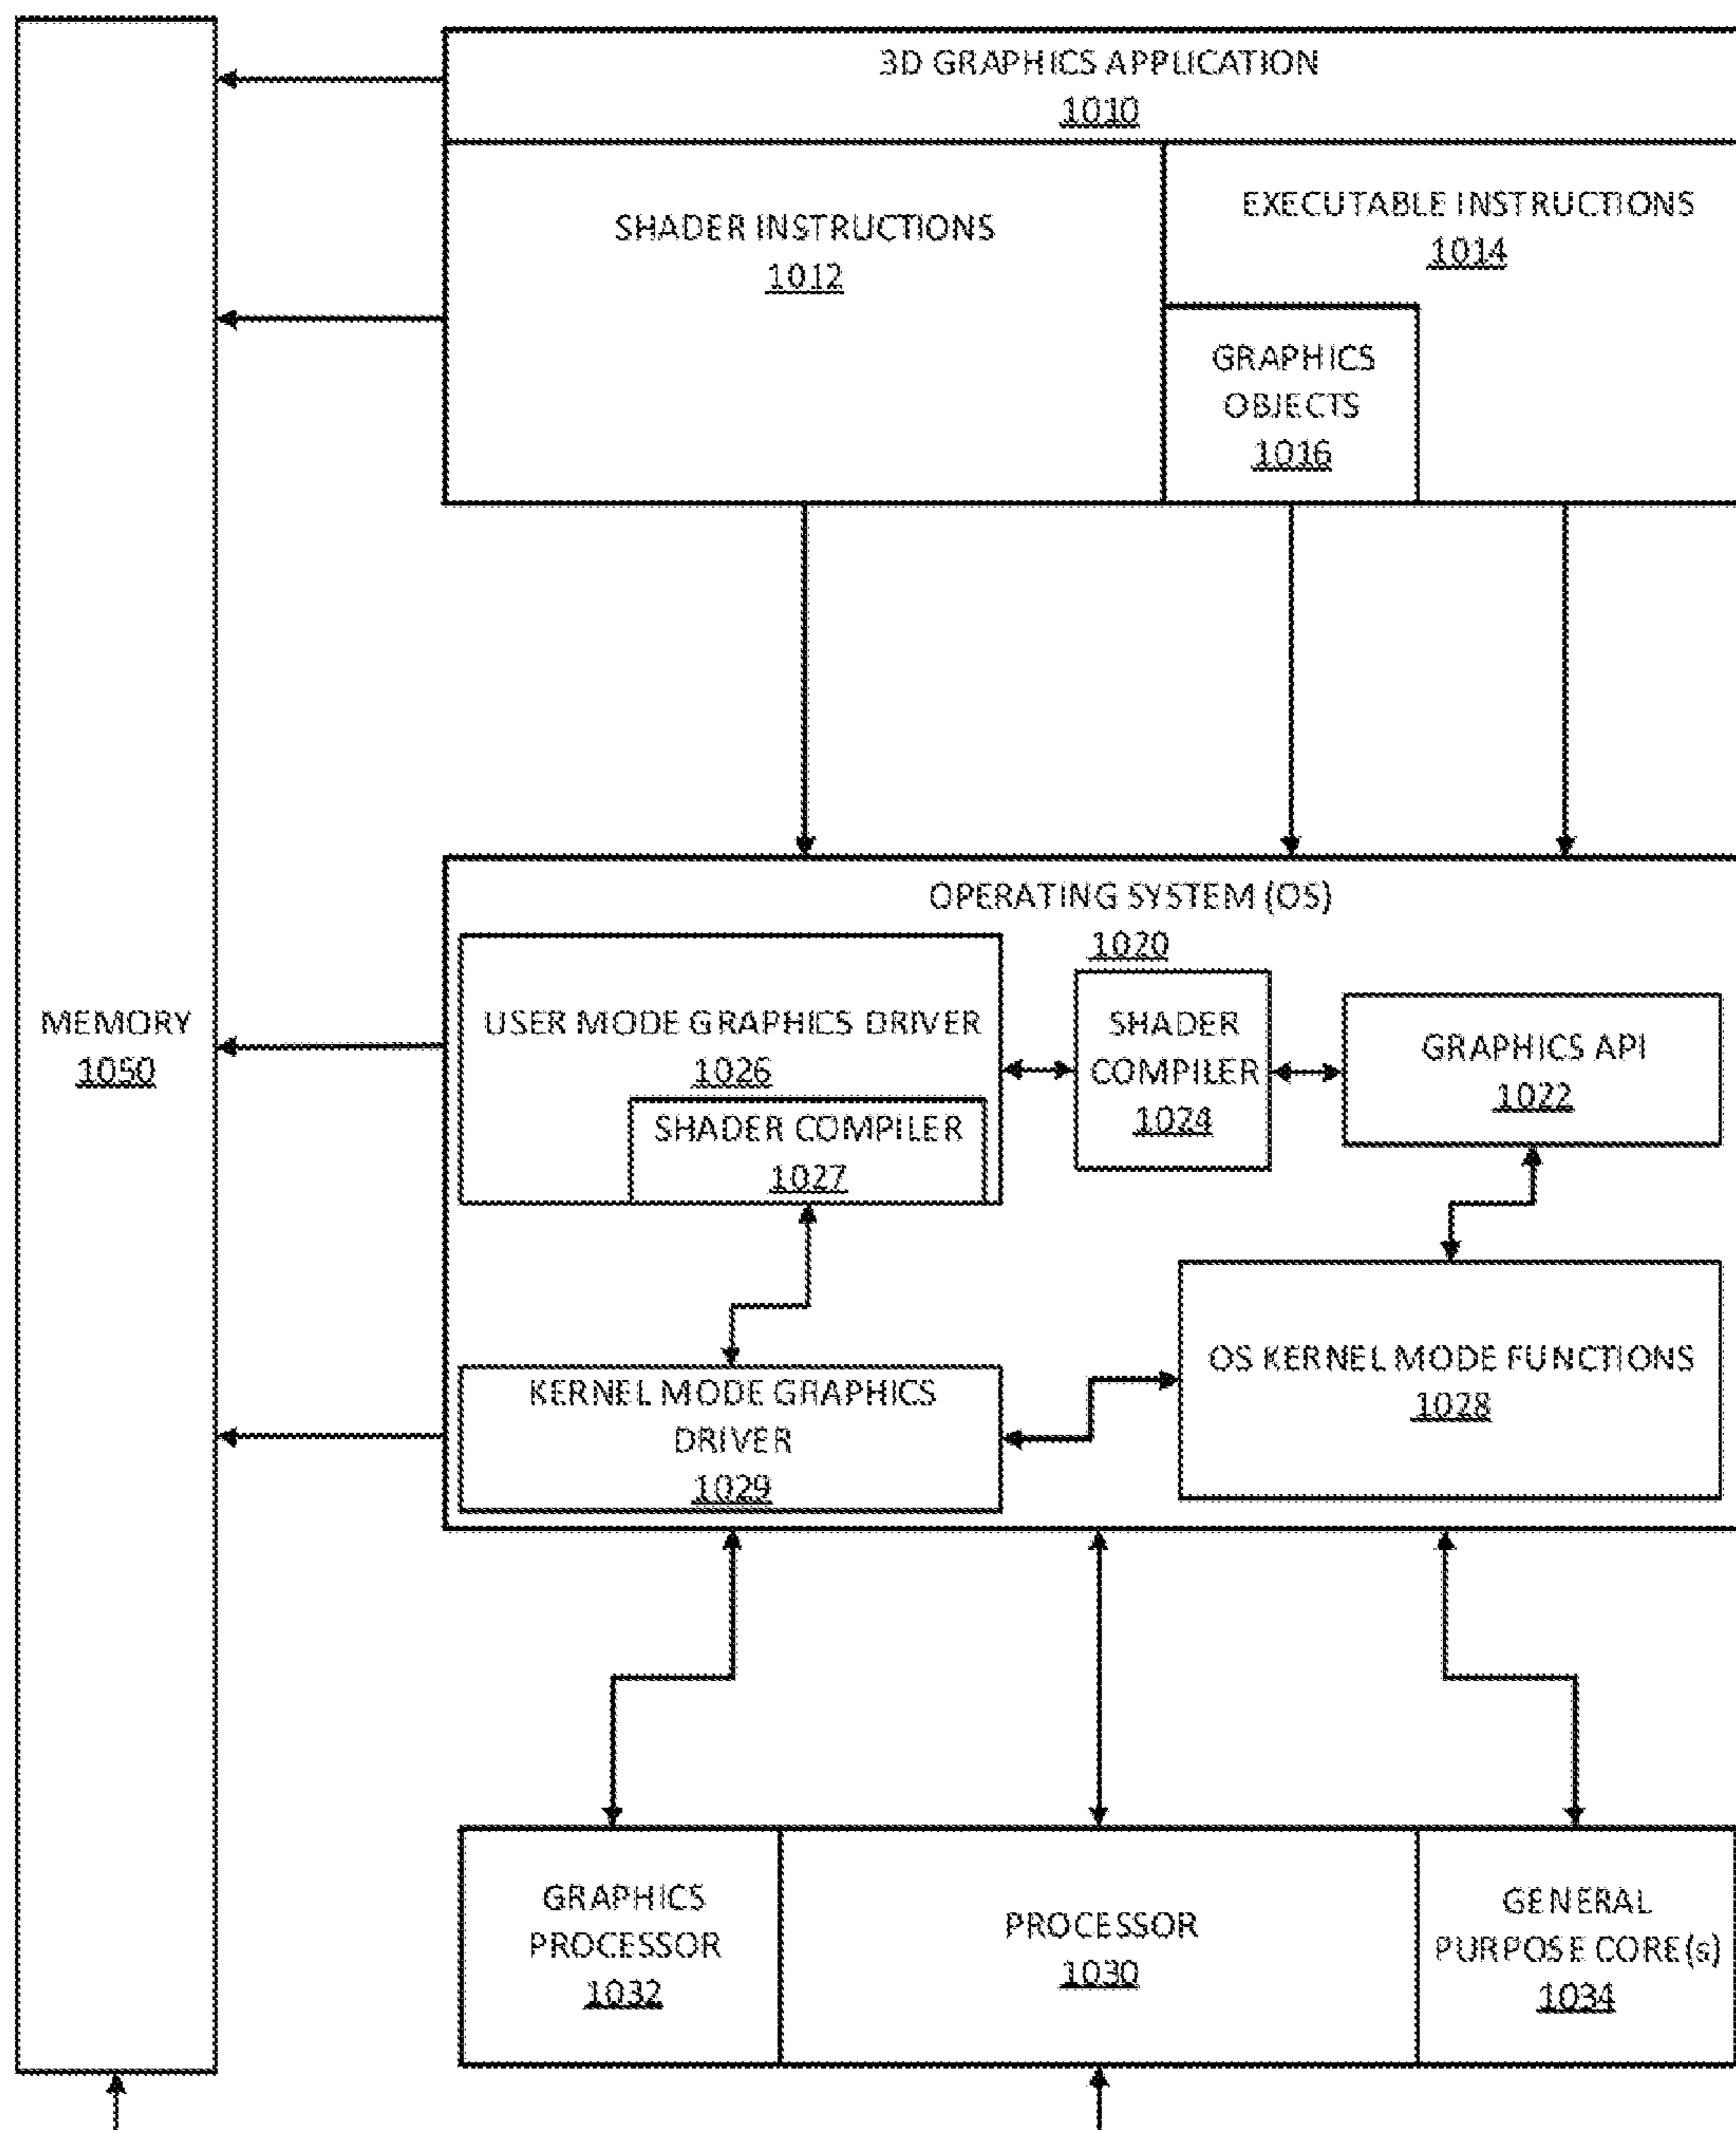 3D GRAPHICS APPLICATION
1010
SHADER INSTRUCTIONS
1012
EXECUTABLE INSTRUCTIONS
1014
GRAPHICS
OBJECTS
1016
MEMORY
1050
OPERATING SYSTEM (OS)
1020
USER MODE GRAPHICS DRIVER
1026
SHADER COMPILER
1027
SHADER
COMPILER
1024
GRAPHICS API
1022
KERNEL MODE GRAPHICS
DRIVER
1029
OS KERNEL MODE FUNCTIONS
1028
GRAPHICS
PROCESSOR
1032
PROCESSOR
1030
GENERAL
PURPOSE CORE(s)
1034